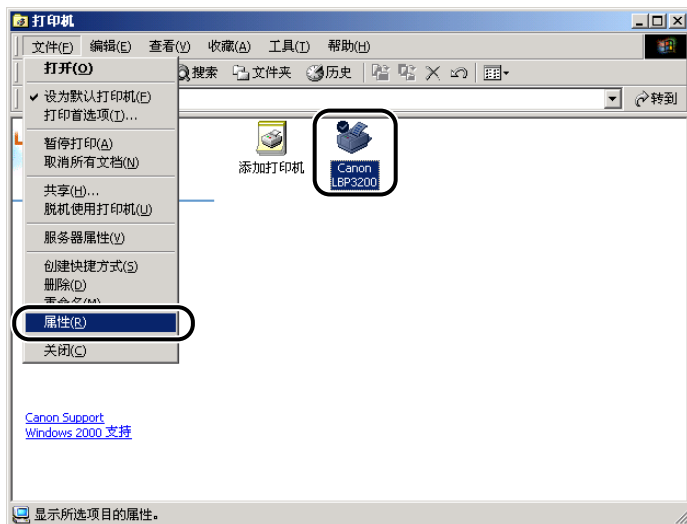 打印机
文件(F) 编辑(E) 查看(V) 收藏(A) 工具(T) 帮助(H)
搜索 文件夹 历史
转到
打开(O)
设为默认打印机(F)
打印首选项(I)...
暂停打印(A)
取消所有文档(N)
共享(H)...
脱机使用打印机(U)
服务器属性(V)
创建快捷方式(S)
删除(D)
重命名(M)
属性(R)
关闭(C)
添加打印机
Canon
LBP3200
Canon Support
Windows 2000 支持
显示所选项目的属性。